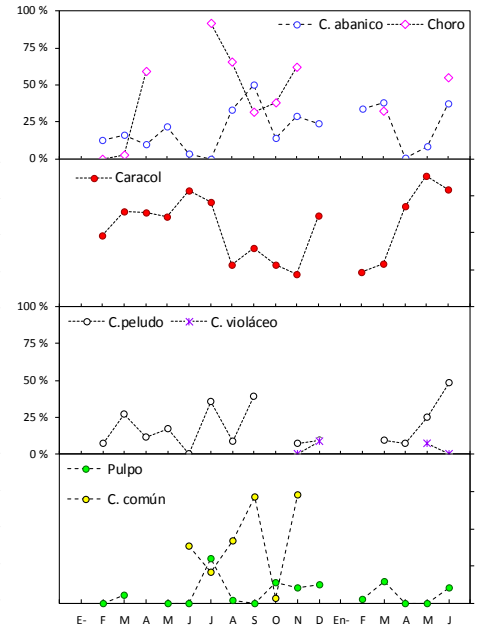 100 %
C. abanico Choro
75%
50%
25%
0 %
Caracol
100 %
C.peludo C. violáceo
75%
50%
25%
0 %
Pulpo
C. común
E- F M A M J J A S O N D En- F M A M J